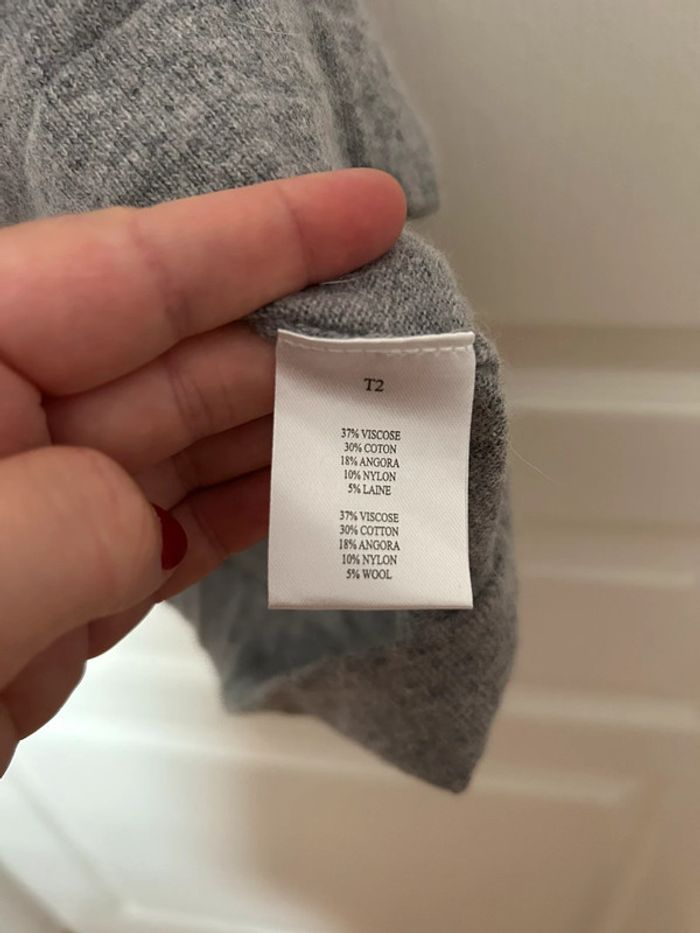 T2
37% VISCOSE
30% COTON
18% ANGORA
10% NYLON
5% LAINE
37% VISCOSE
30% COTTON
18% ANGORA
10% NYLON
5% WOOL